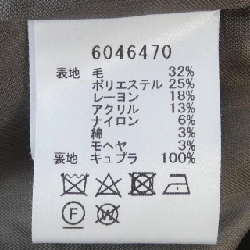 6046470
表地 毛 32%
ポリエステル 25%
レーヨン 18%
アクリル 13%
ナイロン 6%
綿 3%
モヘヤ 3%
裏地 キュプラ 100%
F W